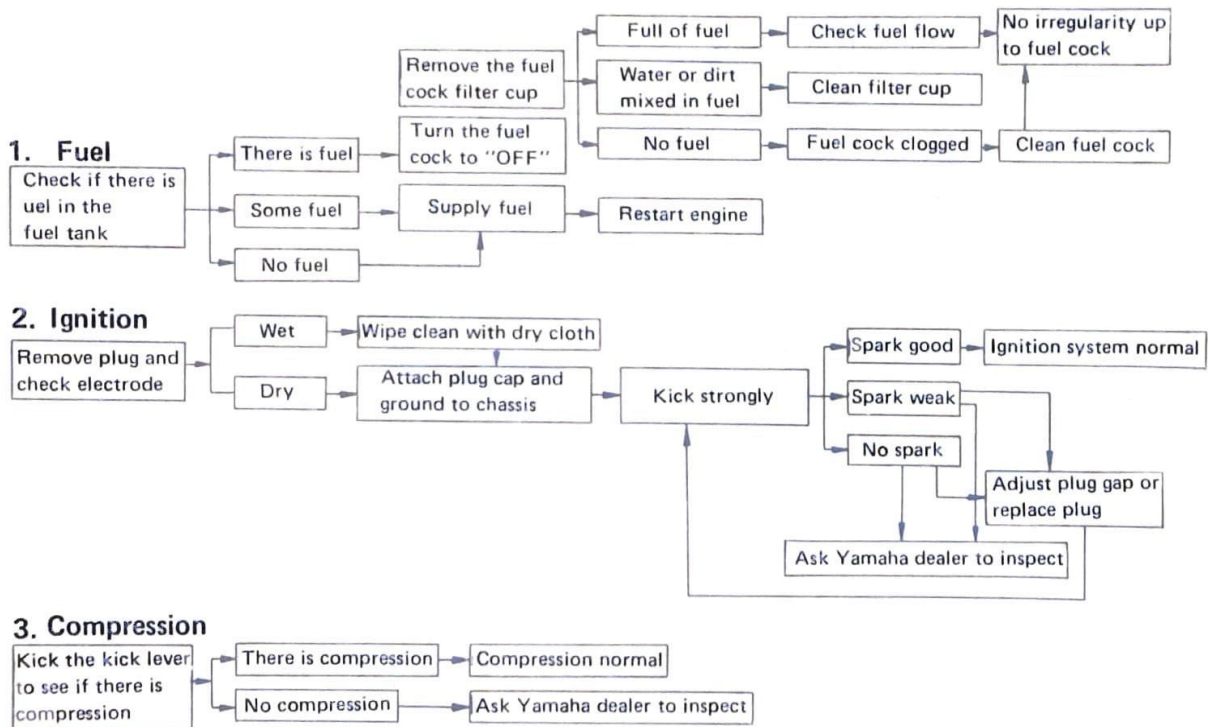 1. Fuel
Check if there is
uel in the
fuel tank
There is fuel
Some fuel
No fuel
Remove the fuel
cock filter cup
Turn the fuel
cock to "OFF"
Supply fuel
Restart engine
Full of fuel
Water or dirt
mixed in fuel
No fuel
Check fuel flow
Clean filter cup
Fuel cock clogged
No irregularity up
to fuel cock
Clean fuel cock
2. Ignition
Remove plug and
check electrode
Wet
Dry
Wipe clean with dry cloth
Attach plug cap and
ground to chassis
Kick strongly
Spark good
Spark weak
No spark
Ignition system normal
Adjust plug gap or
replace plug
Ask Yamaha dealer to inspect
3. Compression
Kick the kick lever
to see if there is
compression
There is compression
No compression
Compression normal
Ask Yamaha dealer to inspect